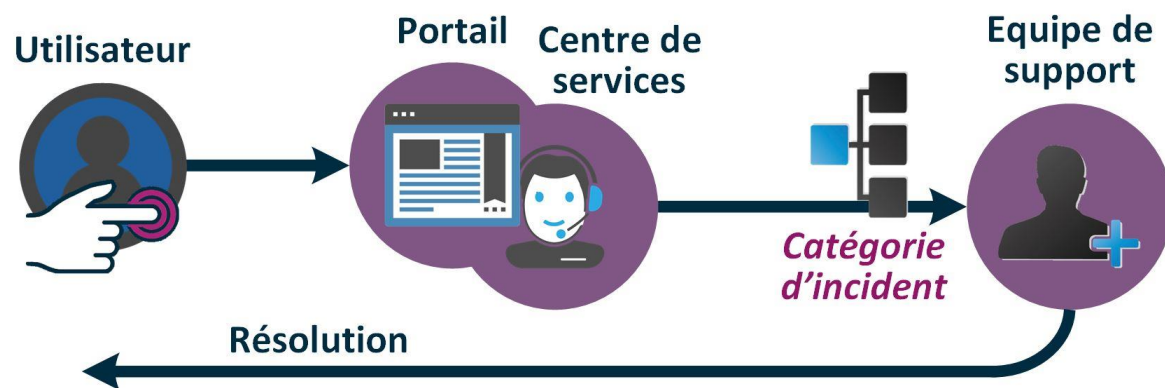 Utilisateur
Portail
Centre de
services
Equipe de
support
Catégorie
d'incident
Résolution